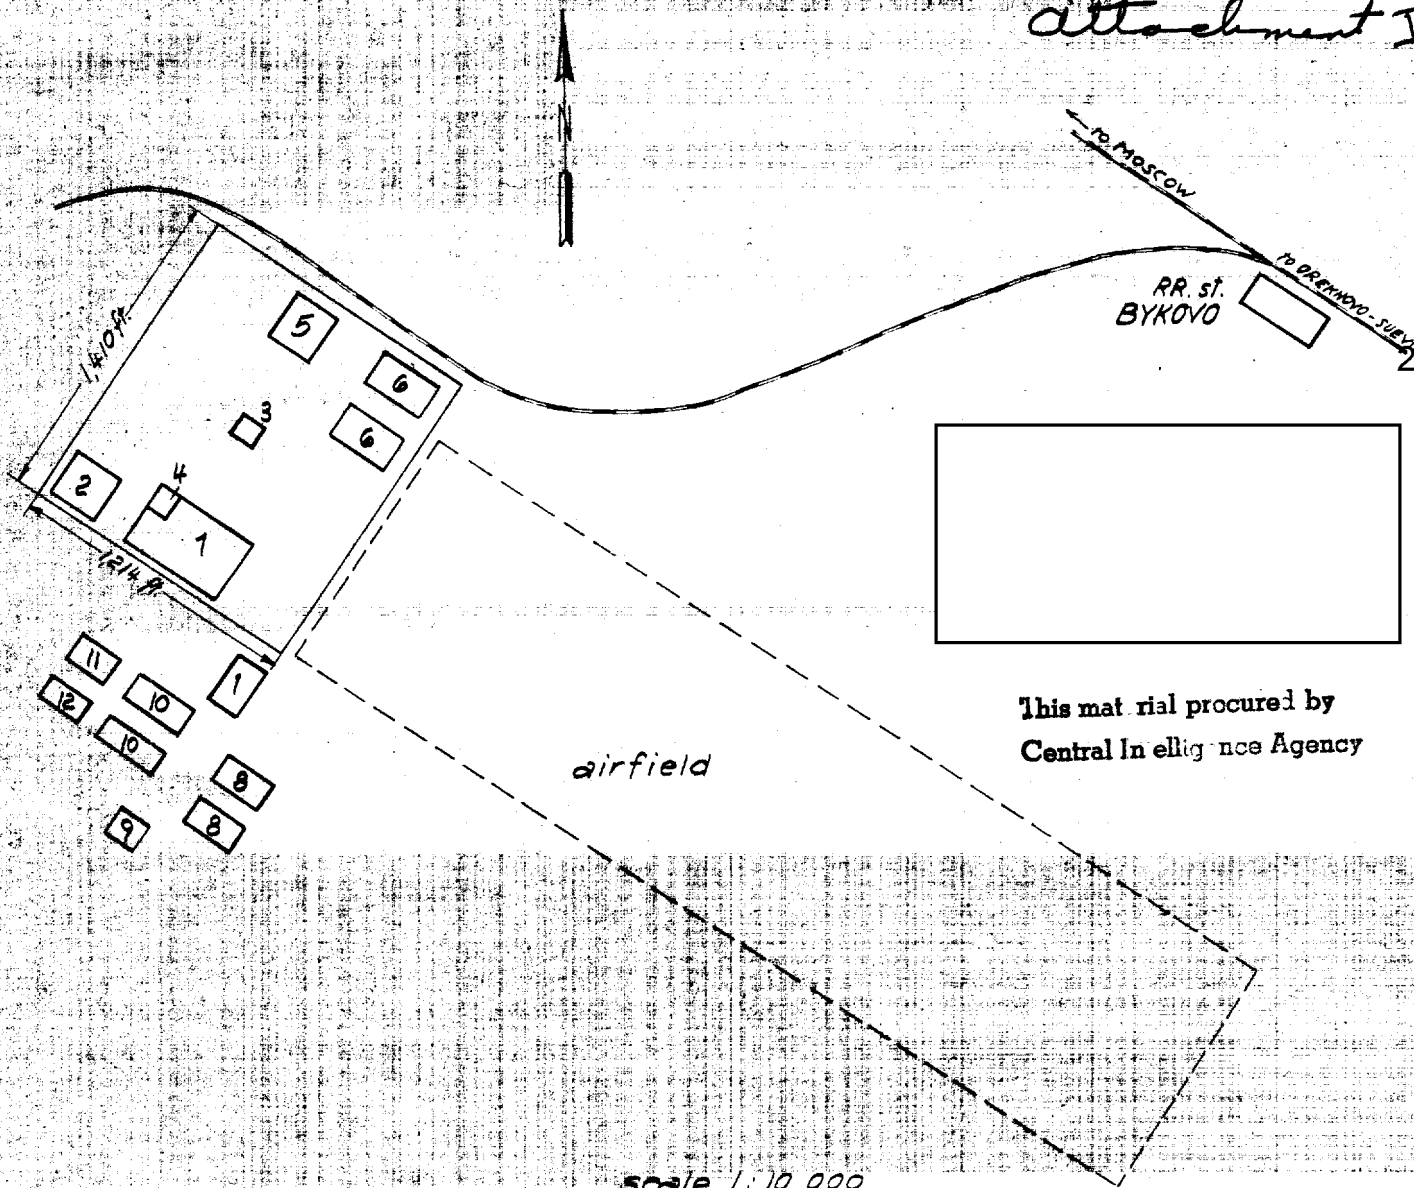 attachment I
N
to MOSCOW
to OREKHOVO-SUEV
RR. st.
BYKOVO
2
1,410 ft.
5
6
3
6
4
2
1
1,214 ft.
11
1
12
10
10
8
8
9
airfield
This mat rial procured by
Central In ellig nce Agency
scale 1:10 000